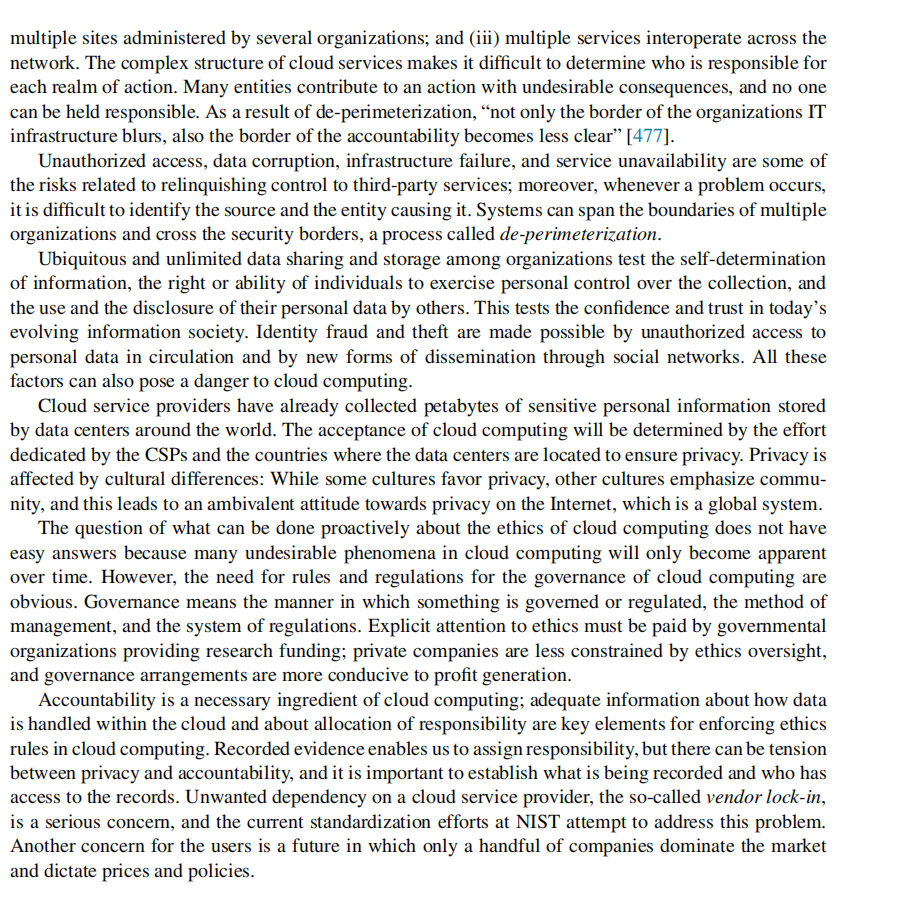 multiple sites administered by several organizations; and (iii) multiple services interoperate across the
network. The complex structure of cloud services makes it difficult to determine who is responsible for
each realm of action. Many entities contribute to an action with undesirable consequences, and no one
can be held responsible. As a result of de-perimeterization, “not only the border of the organizations IT
infrastructure blurs, also the border of the accountability becomes less clear” [477].
Unauthorized access, data corruption, infrastructure failure, and service unavailability are some of
the risks related to relinquishing control to third-party services; moreover, whenever a problem occurs,
it is difficult to identify the source and the entity causing it. Systems can span the boundaries of multiple
organizations and cross the security borders, a process called de-perimeterization.
Ubiquitous and unlimited data sharing and storage among organizations test the self-determination
of information, the right or ability of individuals to exercise personal control over the collection, and
the use and the disclosure of their personal data by others. This tests the confidence and trust in today’s
evolving information society. Identity fraud and theft are made possible by unauthorized access to
personal data in circulation and by new forms of dissemination through social networks. All these
factors can also pose a danger to cloud computing.
Cloud service providers have already collected petabytes of sensitive personal information stored
by data centers around the world. The acceptance of cloud computing will be determined by the effort
dedicated by the CSPs and the countries where the data centers are located to ensure privacy. Privacy is
affected by cultural differences: While some cultures favor privacy, other cultures emphasize commu-
nity, and this leads to an ambivalent attitude towards privacy on the Internet, which is a global system.
The question of what can be done proactively about the ethics of cloud computing does not have
easy answers because many undesirable phenomena in cloud computing will only become apparent
over time. However, the need for rules and regulations for the governance of cloud computing are
obvious. Governance means the manner in which something is governed or regulated, the method of
management, and the system of regulations. Explicit attention to ethics must be paid by governmental
organizations providing research funding; private companies are less constrained by ethics oversight,
and governance arrangements are more conducive to profit generation.
Accountability is a necessary ingredient of cloud computing; adequate information about how data
is handled within the cloud and about allocation of responsibility are key elements for enforcing ethics
rules in cloud computing. Recorded evidence enables us to assign responsibility, but there can be tension
between privacy and accountability, and it is important to establish what is being recorded and who has
access to the records. Unwanted dependency on a cloud service provider, the so-called vendor lock-in,
is a serious concern, and the current standardization efforts at NIST attempt to address this problem.
Another concern for the users is a future in which only a handful of companies dominate the market
and dictate prices and policies.